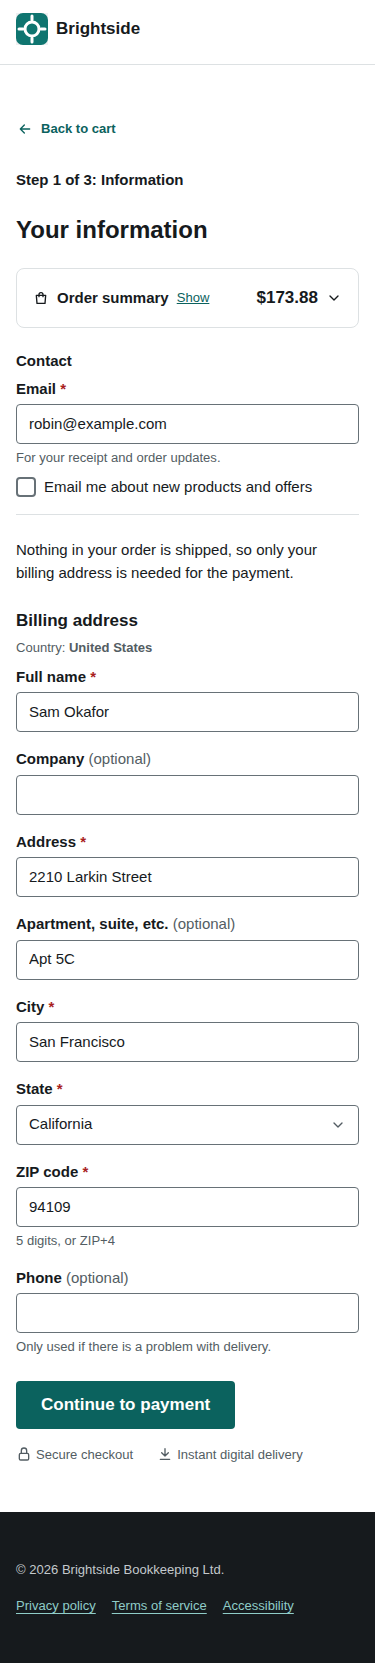 Brightside
Back to cart
Step 1 of 3: Information
Your information
Order summary Show $173.88
Contact
Email *
robin@example.com
For your receipt and order updates.
Email me about new products and offers
Nothing in your order is shipped, so only your
billing address is needed for the payment.
Billing address
Country: United States
Full name *
Sam Okafor
Company (optional)
Address *
2210 Larkin Street
Apartment, suite, etc. (optional)
Apt 5C
City *
San Francisco
State *
California
ZIP code *
94109
5 digits, or ZIP+4
Phone (optional)
Only used if there is a problem with delivery.
Continue to payment
Secure checkout Instant digital delivery
© 2026 Brightside Bookkeeping Ltd.
Privacy policy Terms of service Accessibility